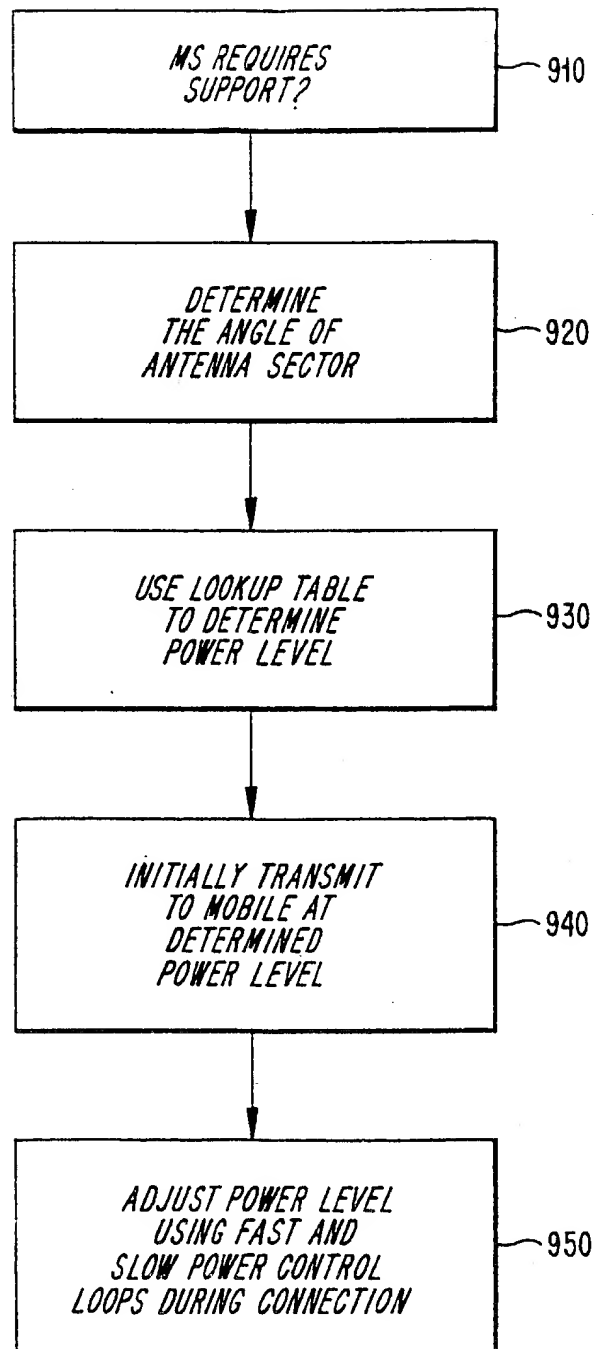 MS REQUIRES
SUPPORT?
910
DETERMINE
THE ANGLE OF
ANTENNA SECTOR
920
USE LOOKUP TABLE
TO DETERMINE
POWER LEVEL
930
INITIALLY TRANSMIT
TO MOBILE AT
DETERMINED
POWER LEVEL
940
ADJUST POWER LEVEL
USING FAST AND
SLOW POWER CONTROL
LOOPS DURING CONNECTION
950